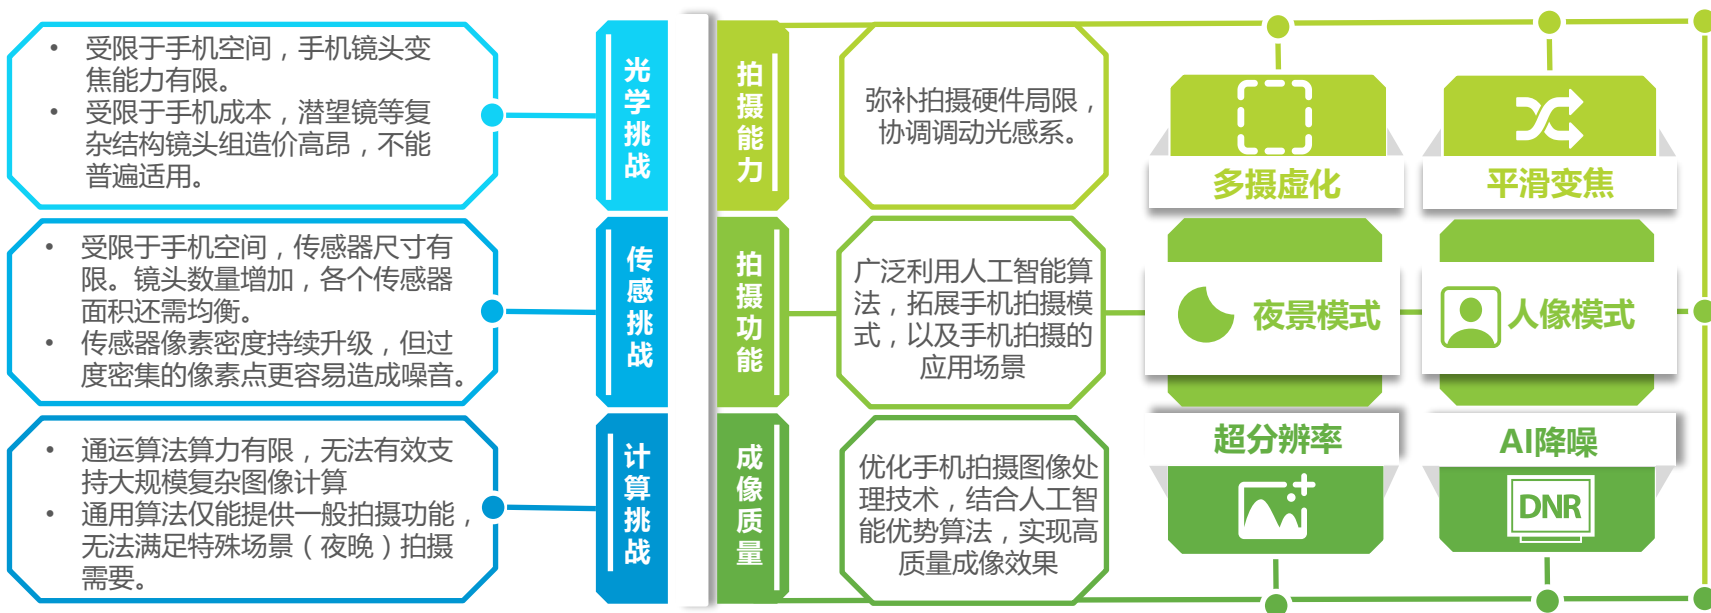 • 受限于手机空间，手机镜头变
焦能力有限。
• 受限于手机成本，潜望镜等复
杂结构镜头组造价高昂，不能
普遍适用。
光学挑战
• 受限于手机空间，传感器尺寸有
限。镜头数量增加，各个传感器
面积还需均衡。
• 传感器像素密度持续升级，但过
度密集的像素点更容易造成噪音。
传感挑战
• 通运算法算力有限，无法有效支
持大规模复杂图像计算
• 通用算法仅能提供一般拍摄功能，
无法满足特殊场景（夜晚）拍摄
需要。
计算挑战
拍摄能力
弥补拍摄硬件局限，
协调调动光感系。
多摄虚化
平滑变焦
拍摄功能
广泛利用人工智能算
法，拓展手机拍摄模
式，以及手机拍摄的
应用场景
夜景模式
人像模式
成像质量
优化手机拍摄图像处
理技术，结合人工智
能优势算法，实现高
质量成像效果
超分辨率
AI降噪
DNR